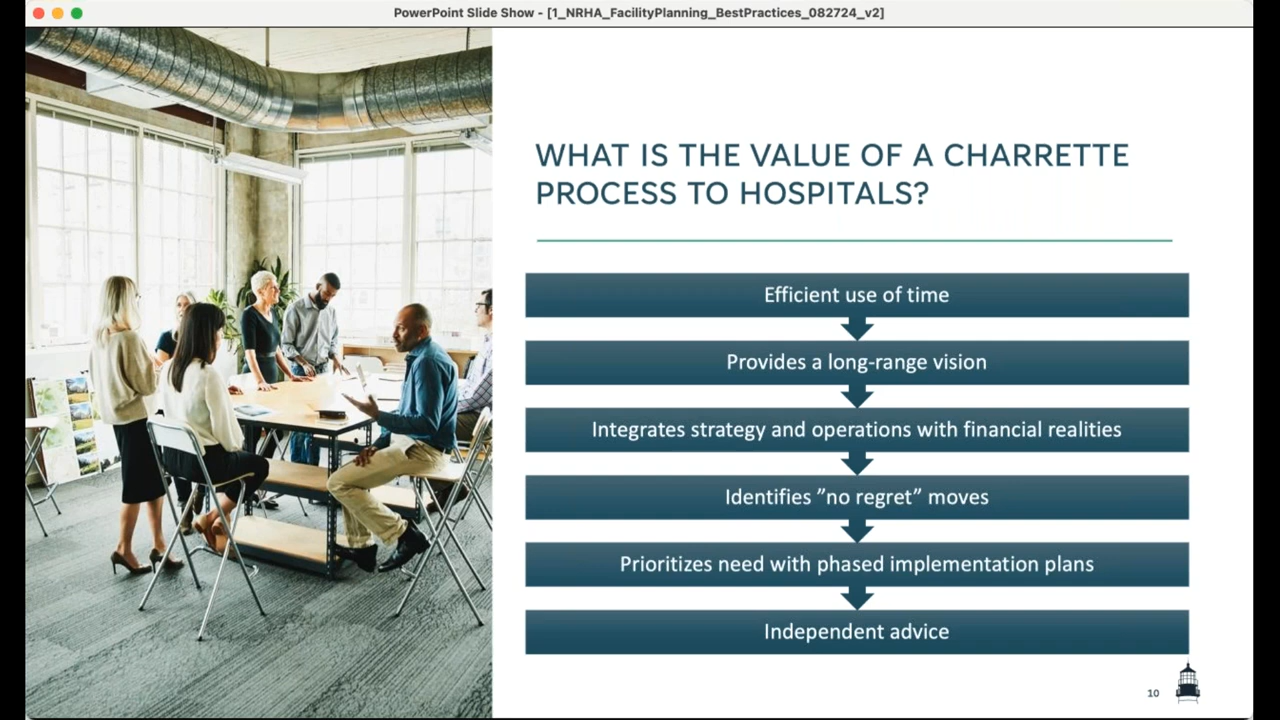 PowerPoint Slide Show - [1_NRHA_FacilityPlanning_BestPractices_082724_v2]
WHAT IS THE VALUE OF A CHARRETTE
PROCESS TO HOSPITALS?
Efficient use of time
Provides a long-range vision
Integrates strategy and operations with financial realities
Identifies ”no regret” moves
Prioritizes need with phased implementation plans
Independent advice
10